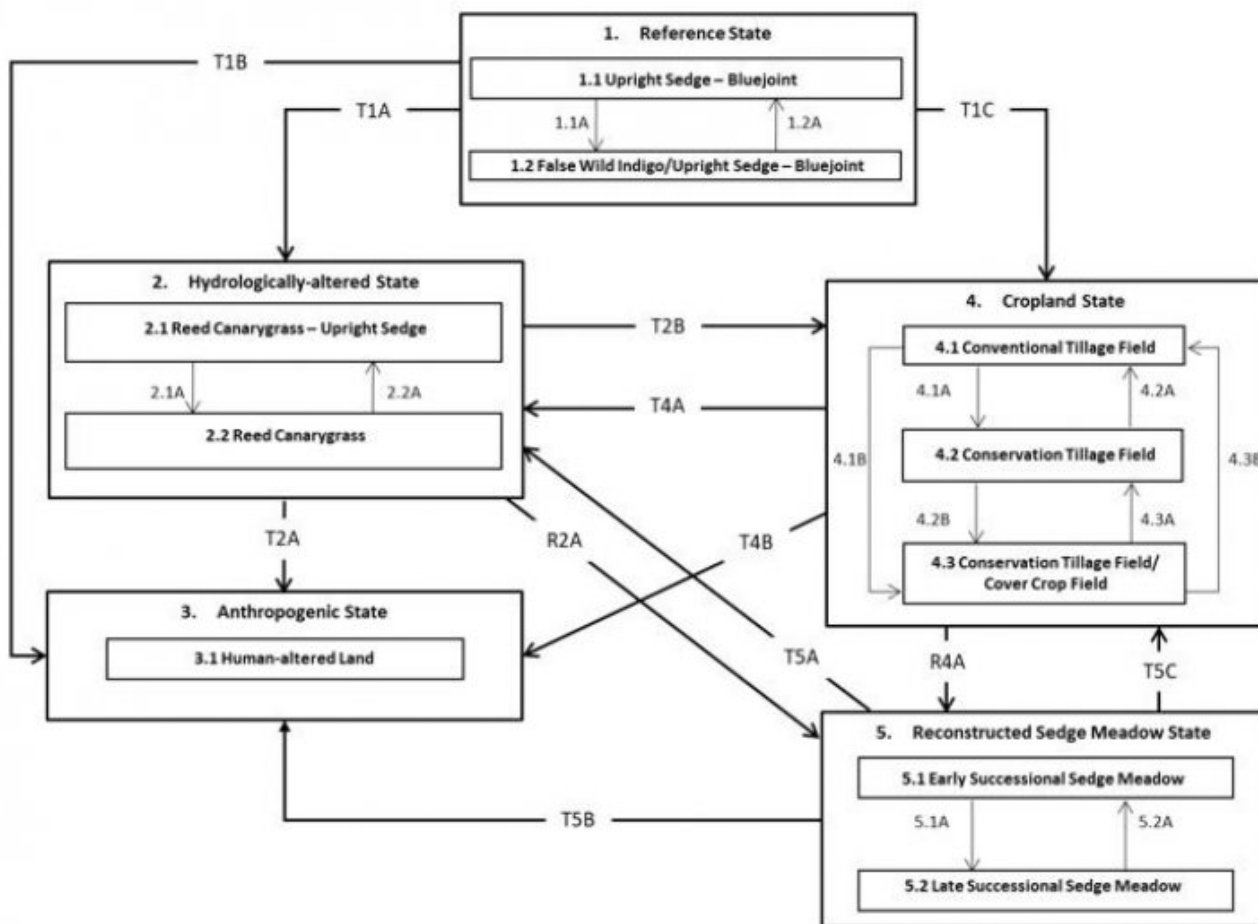 1. Reference State
T1B
1.1 Upright Sedge – Bluejoint
T1A
1.1A
1.2A
T1C
1.2 False Wild Indigo/Upright Sedge – Bluejoint
2. Hydrologically-altered State
2.1 Reed Canarygrass – Upright Sedge
2.1A
2.2A
2.2 Reed Canarygrass
T2B
T4A
4. Cropland State
4.1 Conventional Tillage Field
4.1A
4.2A
4.1B
4.2 Conservation Tillage Field
4.3B
4.2B
4.3A
4.3 Conservation Tillage Field/
Cover Crop Field
T2A
R2A
T4B
3. Anthropogenic State
3.1 Human-altered Land
T5A
R4A
T5C
5. Reconstructed Sedge Meadow State
5.1 Early Successional Sedge Meadow
T5B
5.1A
5.2A
5.2 Late Successional Sedge Meadow